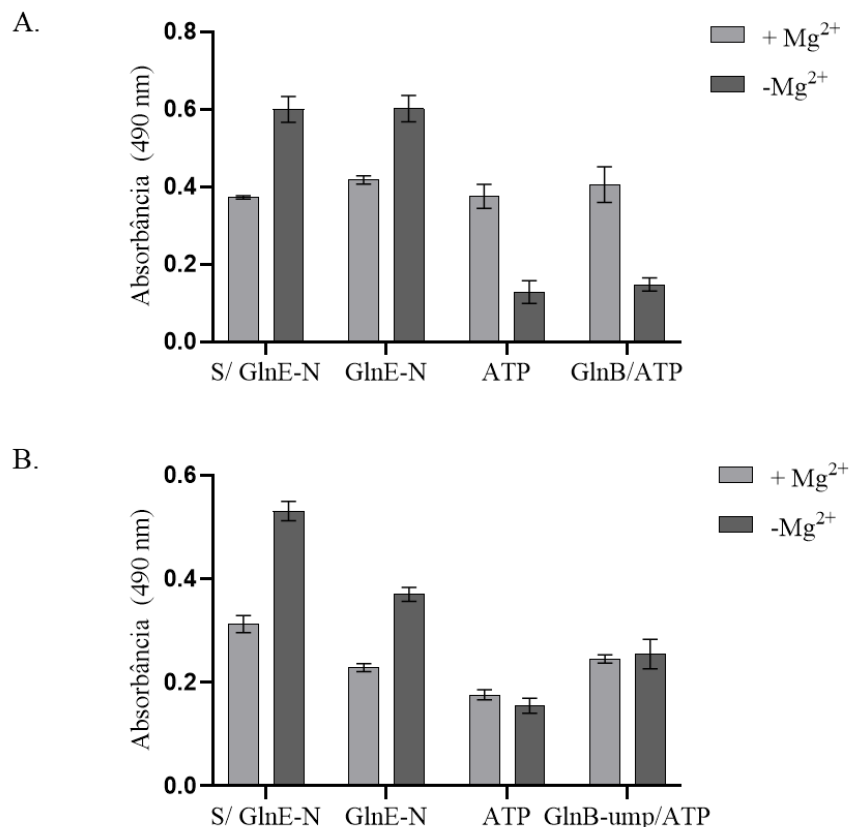 A.
Absorbância (490 nm)
0.8
0.6
0.4
0.2
0.0
S/ GlnE-N GlnE-N ATP GlnB/ATP
+ Mg²⁺
-Mg²⁺
B.
Absorbância (490 nm)
0.6
0.4
0.2
0.0
S/ GlnE-N GlnE-N ATP GlnB-ump/ATP
+ Mg²⁺
-Mg²⁺